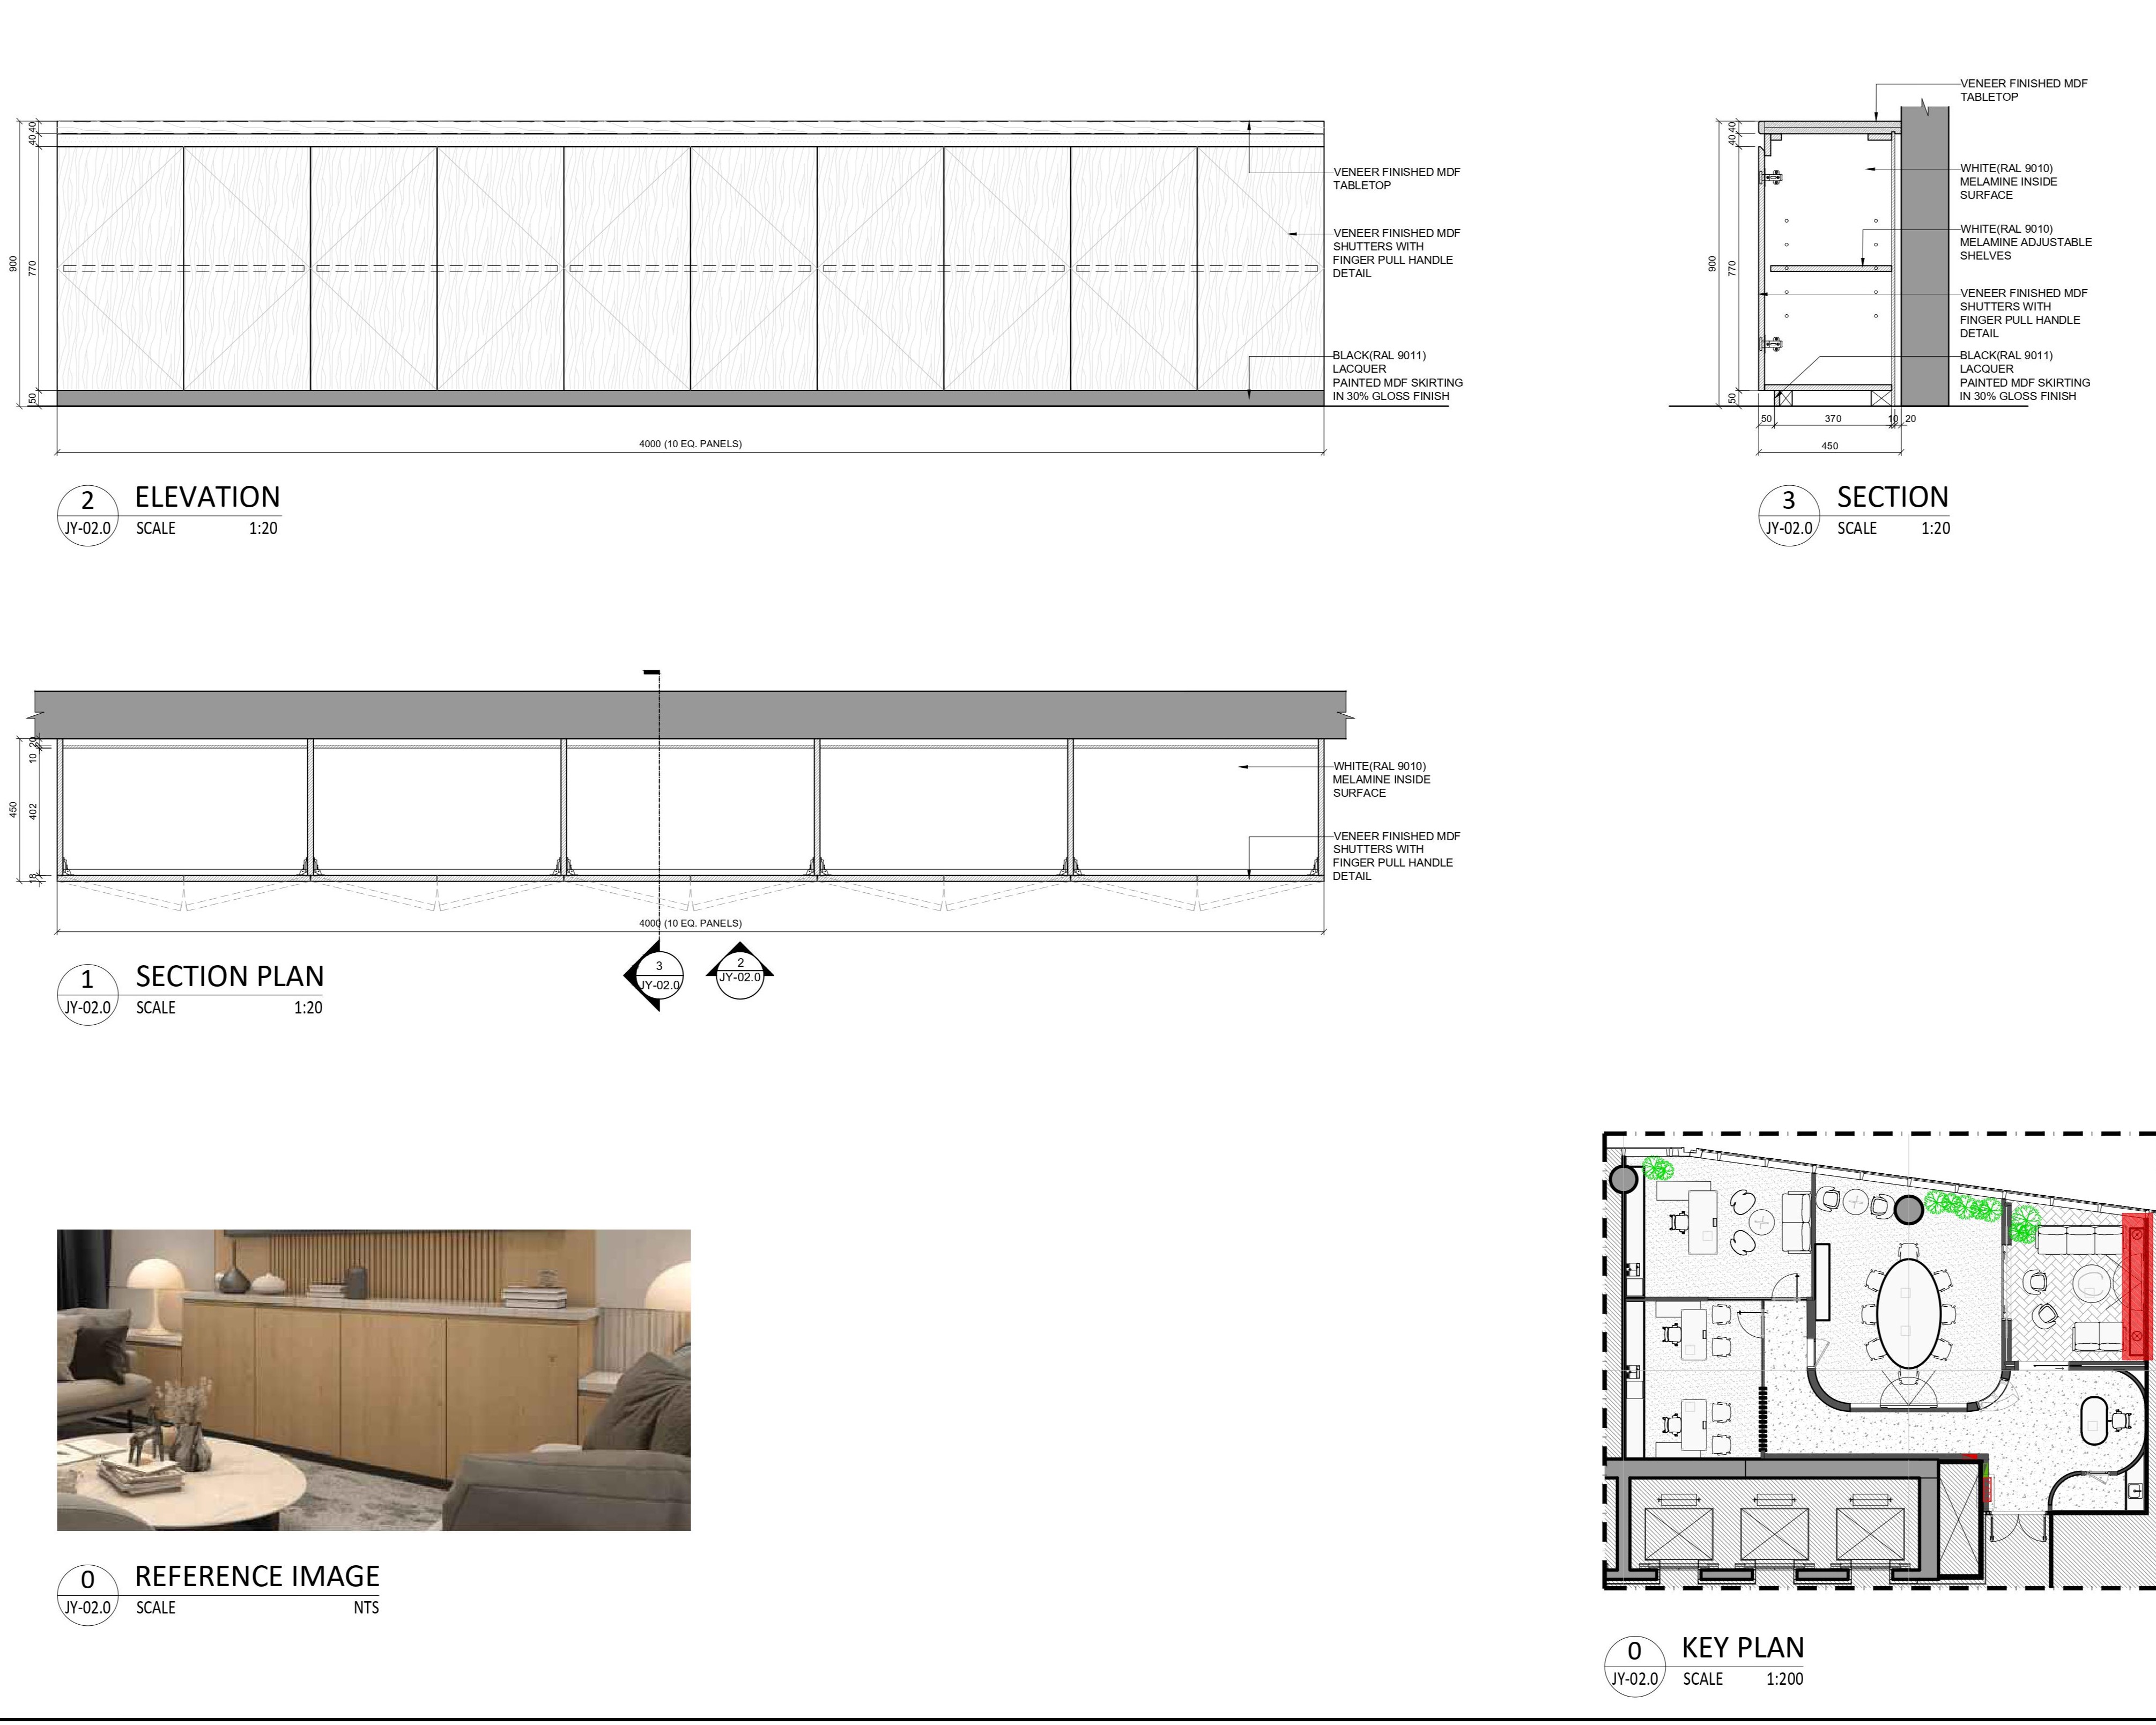 40
40
770
900
50
VENEER FINISHED MDF
TABLETOP
VENEER FINISHED MDF
SHUTTERS WITH
FINGER PULL HANDLE
DETAIL
BLACK(RAL 9011)
LACQUER
PAINTED MDF SKIRTING
IN 30% GLOSS FINISH
4000 (10 EQ. PANELS)
2
ELEVATION
JY-02.0
SCALE 1:20
VENEER FINISHED MDF
TABLETOP
WHITE(RAL 9010)
MELAMINE INSIDE
SURFACE
WHITE(RAL 9010)
MELAMINE ADJUSTABLE
SHELVES
VENEER FINISHED MDF
SHUTTERS WITH
FINGER PULL HANDLE
DETAIL
BLACK(RAL 9011)
LACQUER
PAINTED MDF SKIRTING
IN 30% GLOSS FINISH
40
40
900
770
50
50 370 10 20
450
3
SECTION
JY-02.0
SCALE 1:20
20
10
402
450
18
WHITE(RAL 9010)
MELAMINE INSIDE
SURFACE
VENEER FINISHED MDF
SHUTTERS WITH
FINGER PULL HANDLE
DETAIL
4000 (10 EQ. PANELS)
3
JY-02.0
2
JY-02.0
1
SECTION PLAN
JY-02.0
SCALE 1:20
0
REFERENCE IMAGE
JY-02.0
SCALE NTS
0
KEY PLAN
JY-02.0
SCALE 1:200